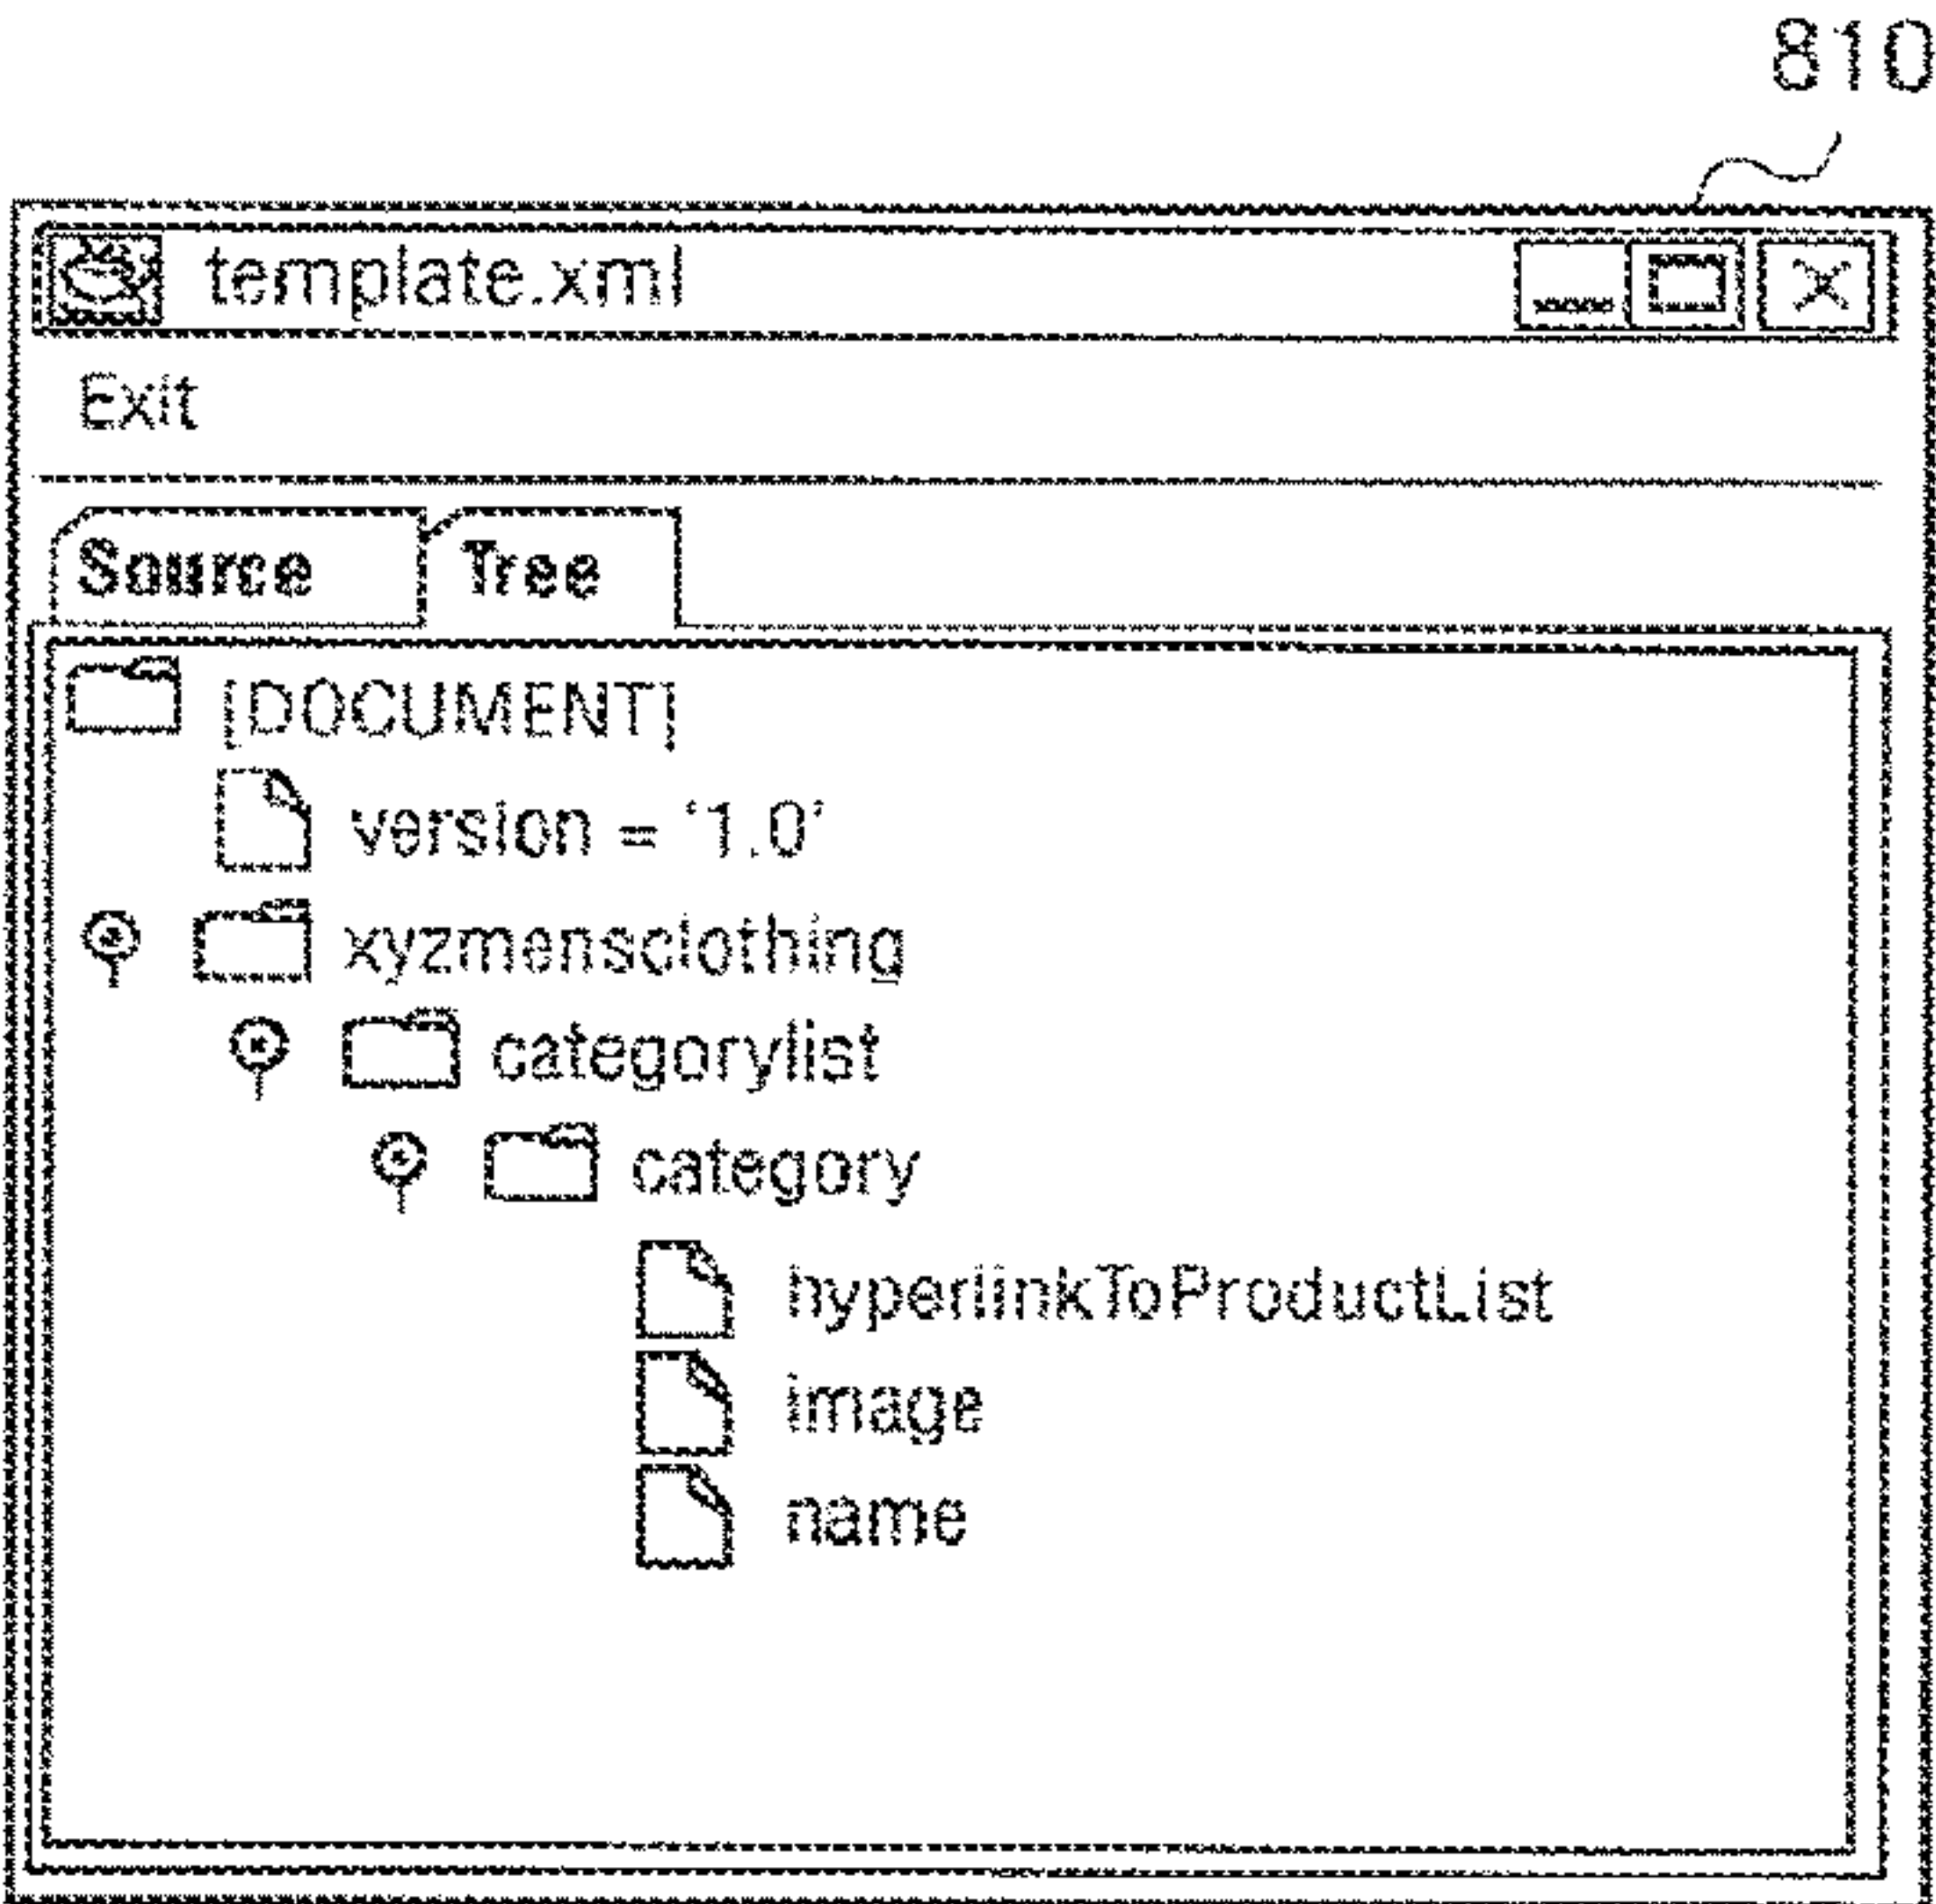 810
template.xml
Exit
Source Tree
[DOCUMENT]
version = ‘1.0’
xyzmensclothing
categorylist
category
hyperlinkToProductList
image
name